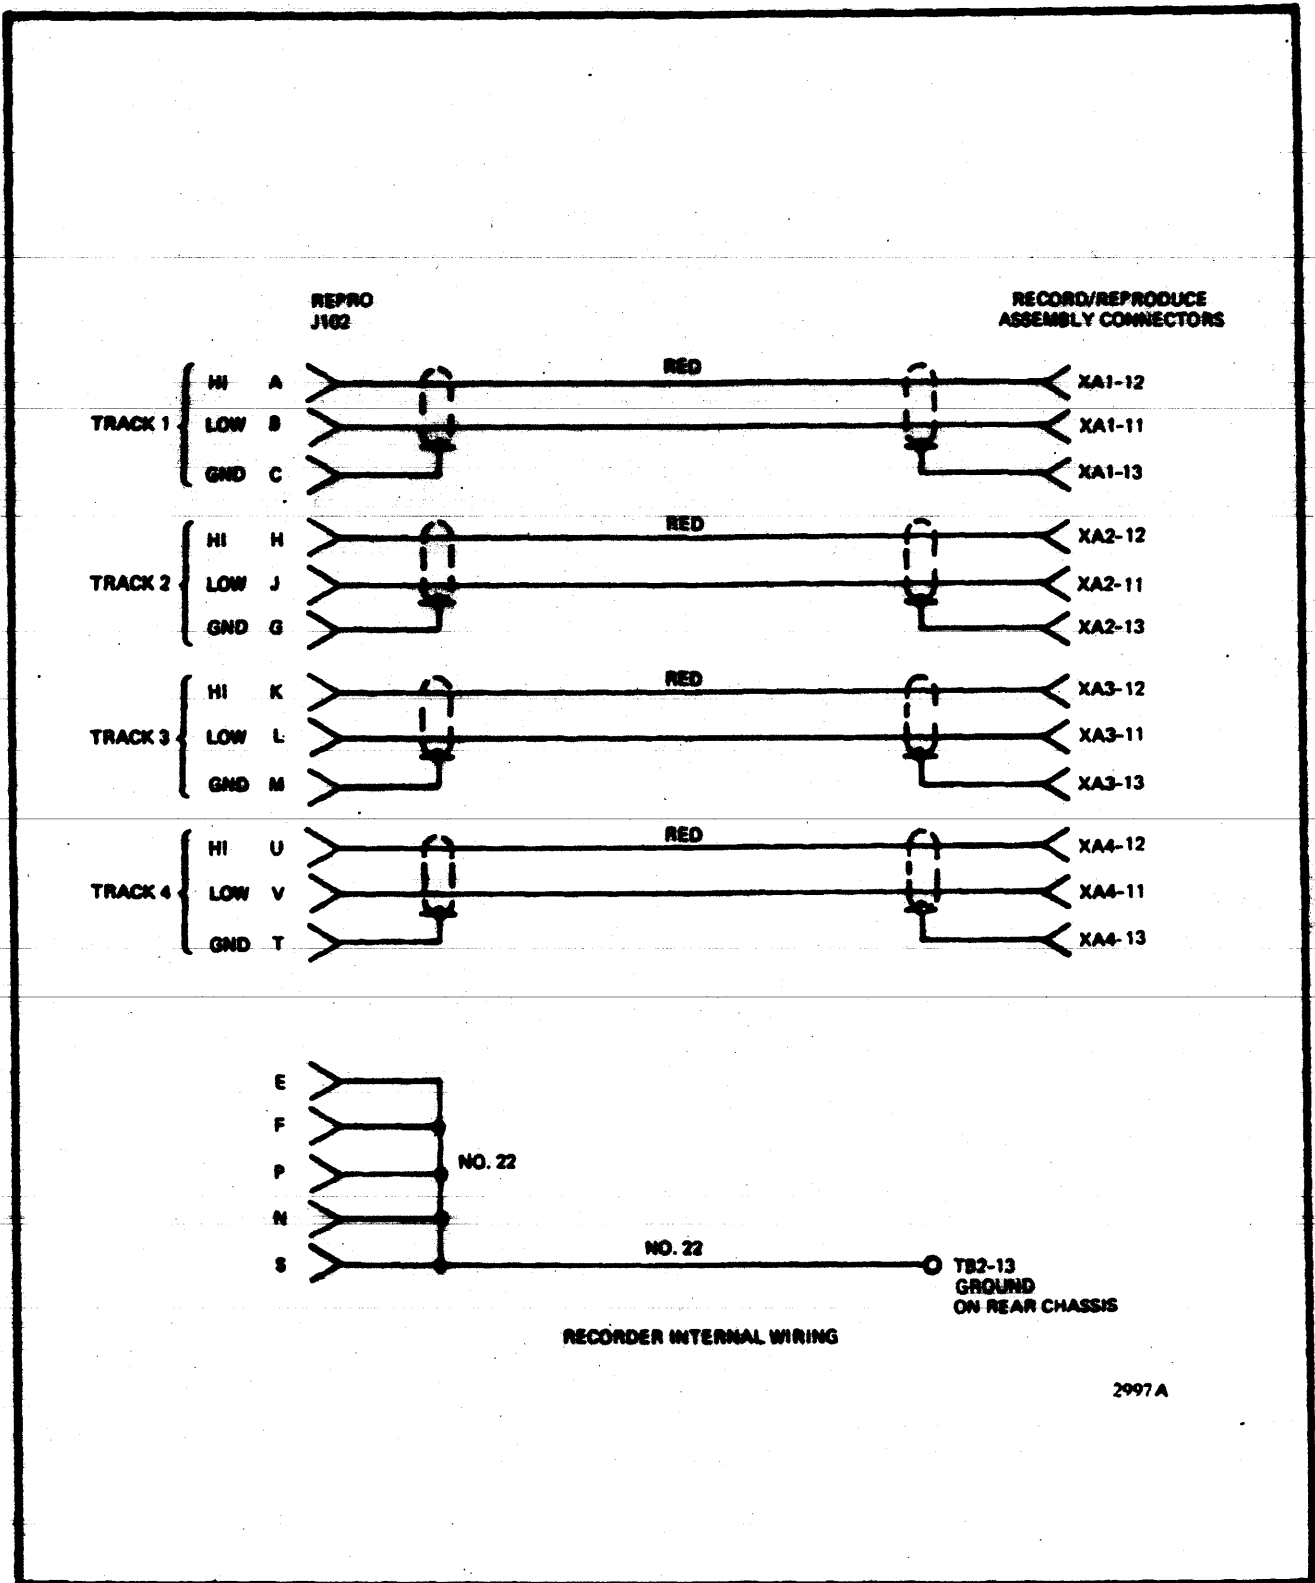 REPRO
J102
RECORD/REPRODUCE
ASSEMBLY CONNECTORS
RED
HI A XA1-12
TRACK 1 LOW B XA1-11
GND C XA1-13
RED
HI H XA2-12
TRACK 2 LOW J XA2-11
GND G XA2-13
RED
HI K XA3-12
TRACK 3 LOW L XA3-11
GND M XA3-13
RED
HI U XA4-12
TRACK 4 LOW V XA4-11
GND T XA4-13
E
F
P NO. 22
N
NO. 22
S TB2-13
GROUND
ON REAR CHASSIS
RECORDER INTERNAL WIRING
2997A